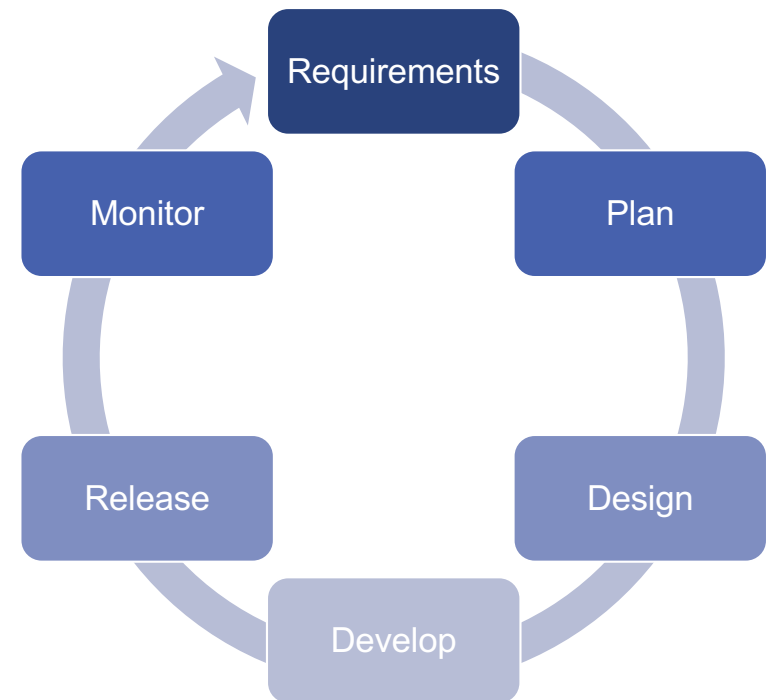 Requirements
Plan
Design
Develop
Release
Monitor